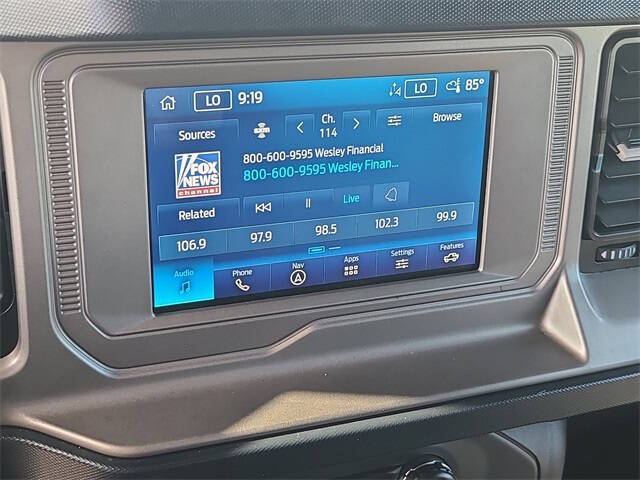 LO 9:19 LO 85°
Sources sxm Ch. 114 Browse
FOX NEWS channel
800-600-9595 Wesley Financial
800-600-9595 Wesley Finan...
Related Live
106.9 97.9 98.5 102.3 99.9
Audio Phone Nav Apps Settings Features